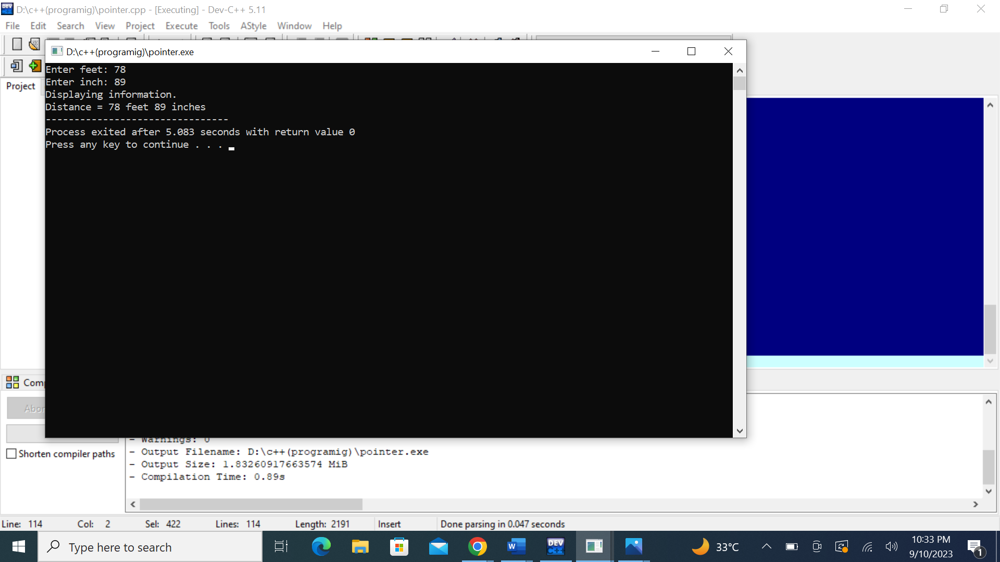 D:\c++(programig)\pointer.cpp - [Executing] - Dev-C++ 5.11
File Edit Search View Project Execute Tools AStyle Window Help
D:\c++(programig)\pointer.exe
Project
Enter feet: 78
Enter inch: 89
Displaying information.
Distance = 78 feet 89 inches
--------------------------------
Process exited after 5.083 seconds with return value 0
Press any key to continue . . .
Comp
Abor
- Warnings: 0
Shorten compiler paths
- Output Filename: D:\c++(programig)\pointer.exe
- Output Size: 1.83260917663574 MiB
- Compilation Time: 0.89s
Line: 114 Col: 2 Sel: 422 Lines: 114 Length: 2191 Insert Done parsing in 0.047 seconds
Type here to search
W
DEV C++
33°C
10:33 PM
9/10/2023
1